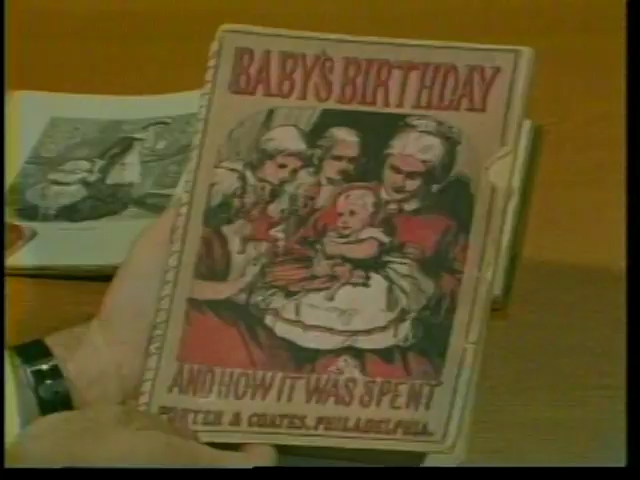 BABY'S BIRTHDAY
AND HOW IT WAS SPENT
PORTER & COATES, PHILADELPHIA.